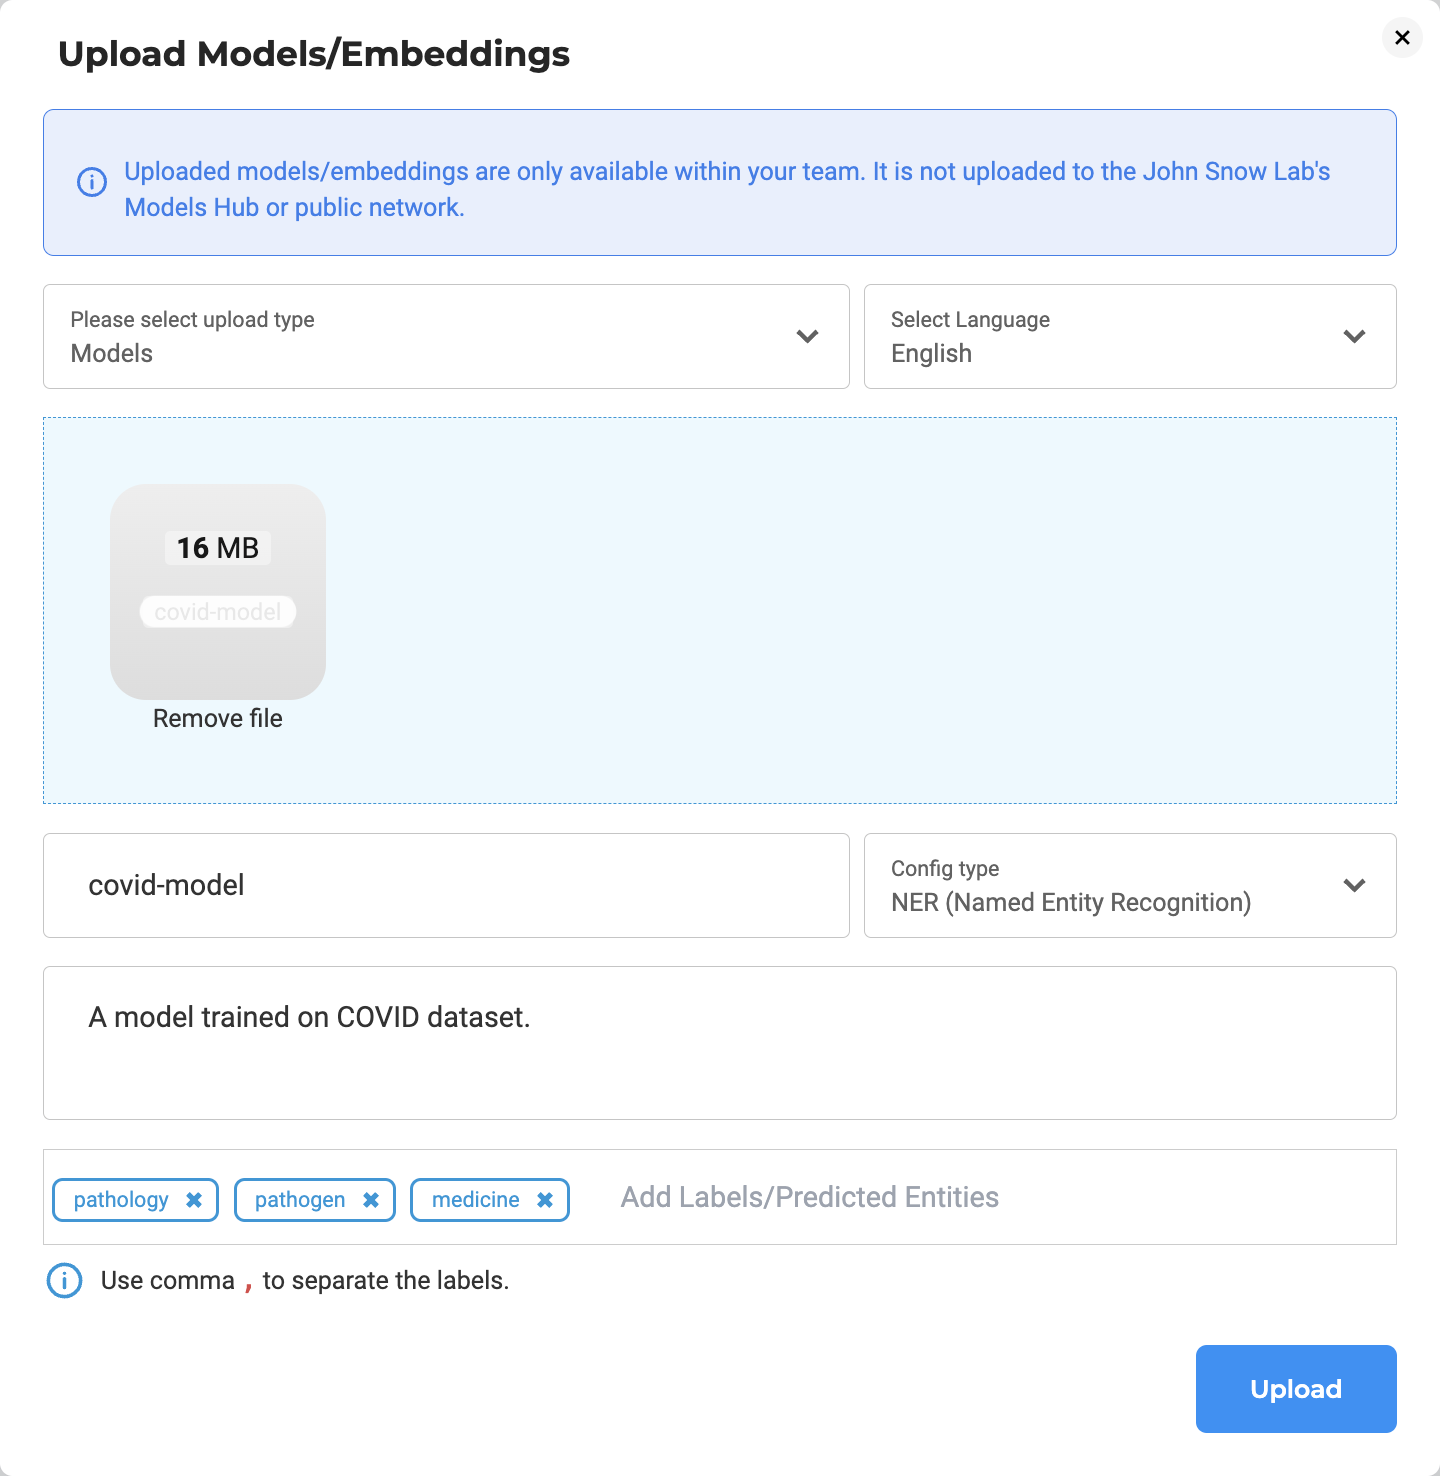 Upload Models/Embeddings
Uploaded models/embeddings are only available within your team. It is not uploaded to the John Snow Lab's
Models Hub or public network.
Please select upload type
Models
Select Language
English
16 MB
covid-model
Remove file
covid-model
Config type
NER (Named Entity Recognition)
A model trained on COVID dataset.
pathology ✖ pathogen ✖ medicine ✖ Add Labels/Predicted Entities
Use comma , to separate the labels.
Upload